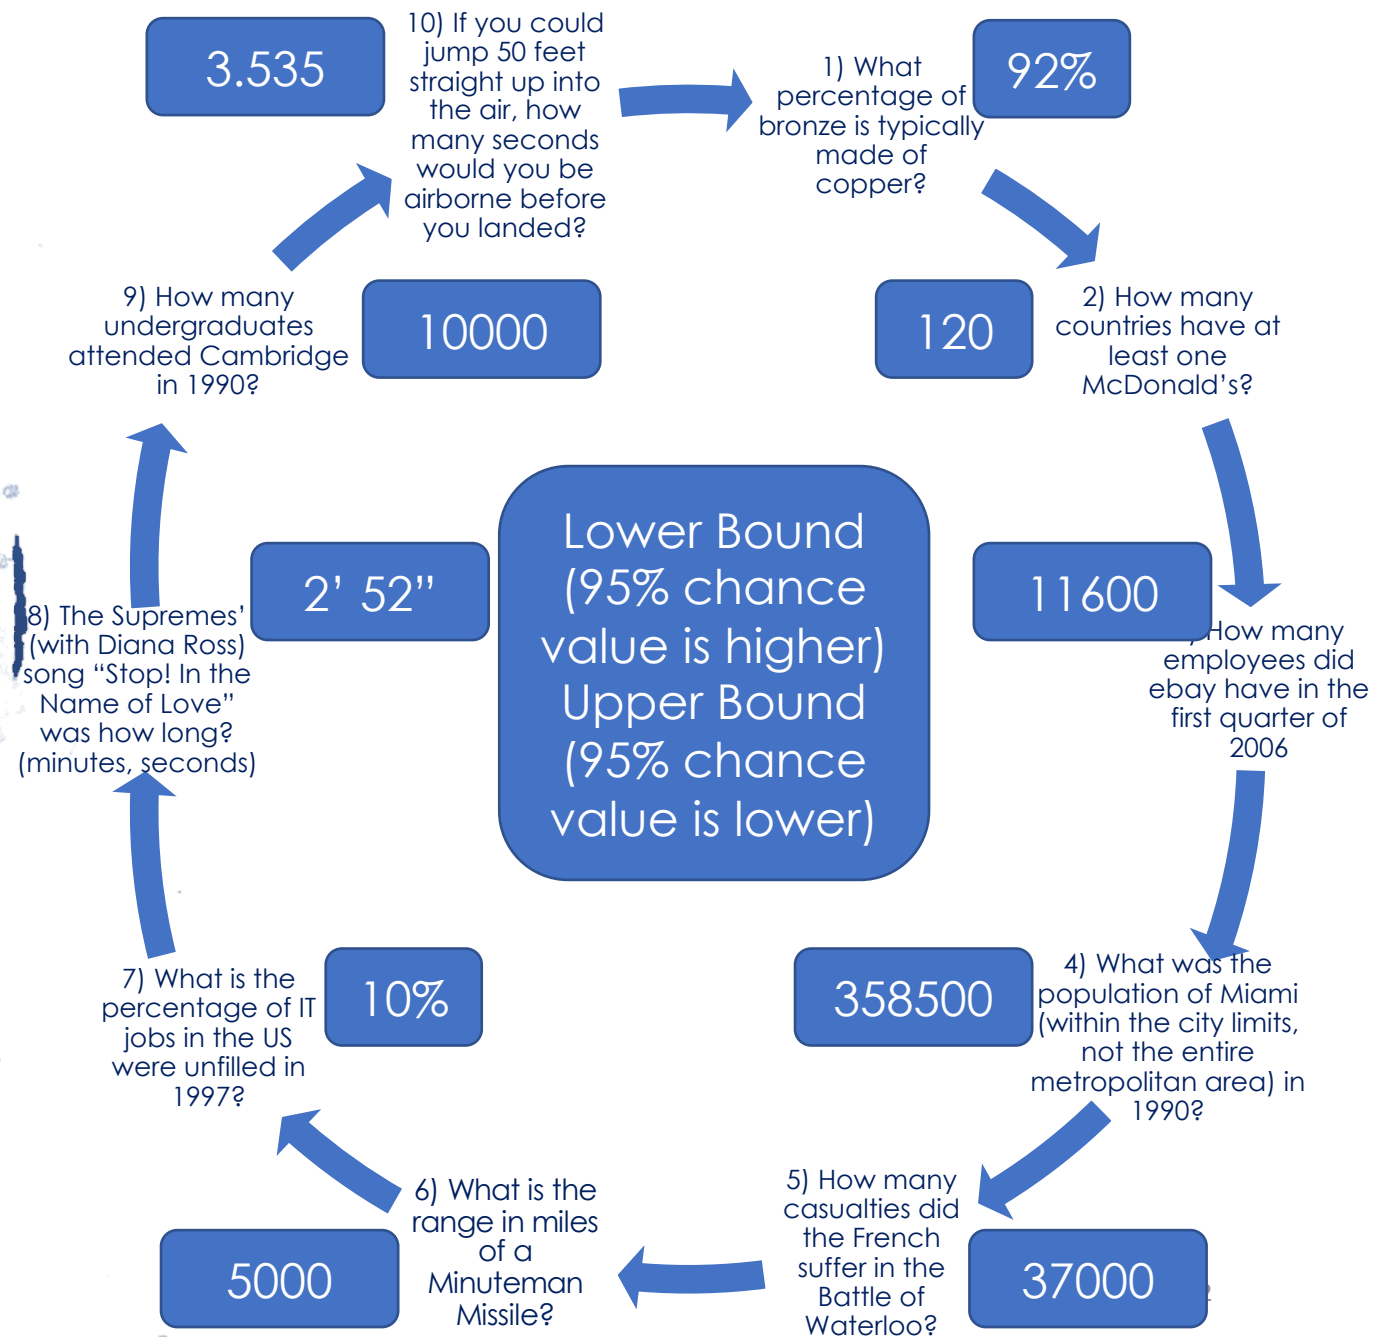 10) If you could
jump 50 feet
straight up into
the air, how
many seconds
would you be
airborne before
you landed?
3.535
1) What
percentage of
bronze is typically
made of
copper?
92%
2) How many
countries have at
least one
McDonald's?
120
How many
employees did
ebay have in the
first quarter of
2006
11600
4) What was the
population of Miami
(within the city limits,
not the entire
metropolitan area) in
1990?
358500
5) How many
casualties did
the French
suffer in the
Battle of
Waterloo?
37000
6) What is the
range in miles
of a
Minuteman
Missile?
5000
7) What is the
percentage of IT
jobs in the US
were unfilled in
1997?
10%
8) The Supremes'
(with Diana Ross)
song “Stop! In the
Name of Love”
was how long?
(minutes, seconds)
2' 52”
9) How many
undergraduates
attended Cambridge
in 1990?
10000
Lower Bound
(95% chance
value is higher)
Upper Bound
(95% chance
value is lower)